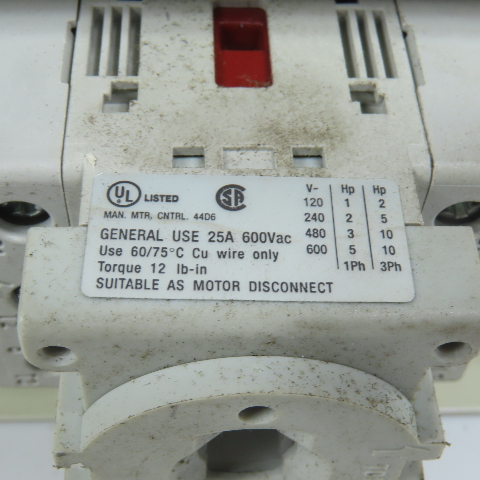 UL LISTED SA V- Hp Hp
MAN. MTR. CNTRL. 44D6 120 1 2
240 2 5
GENERAL USE 25A 600Vac 480 3 10
Use 60/75°C Cu wire only 600 5 10
Torque 12 lb-in 1Ph 3Ph
SUITABLE AS MOTOR DISCONNECT